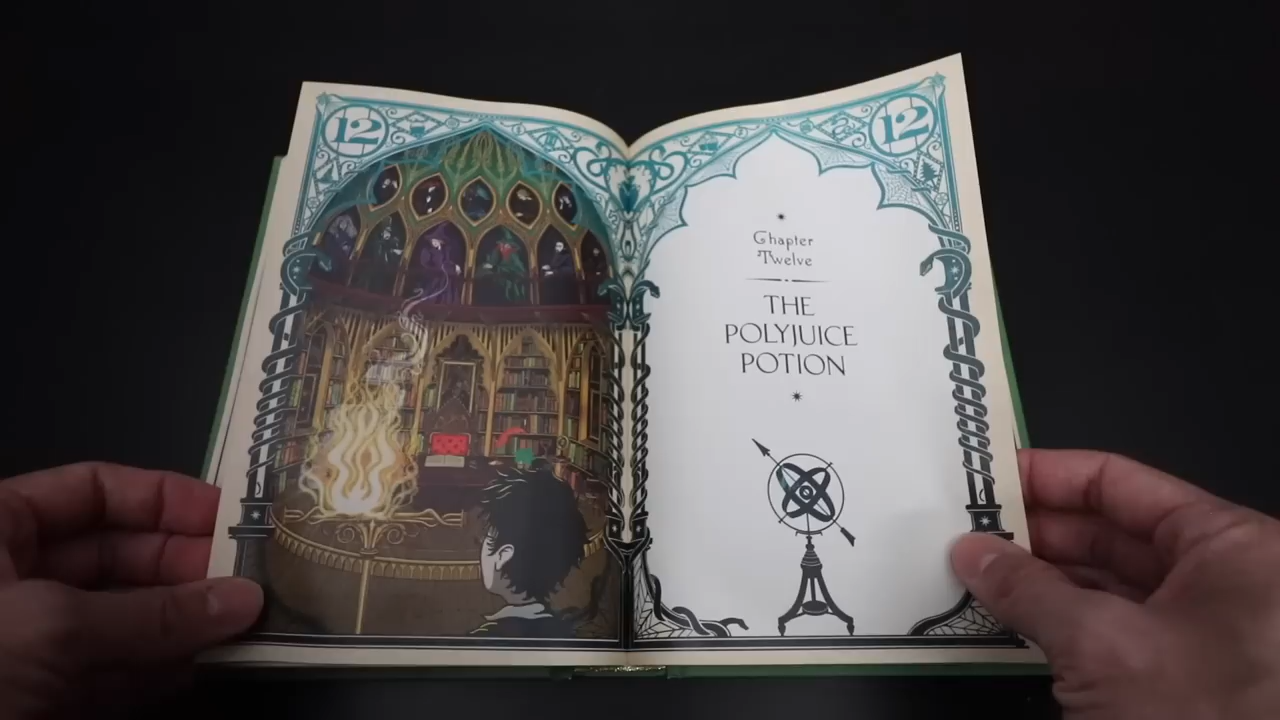 12
12
Chapter
Twelve
THE
POLYJUICE
POTION